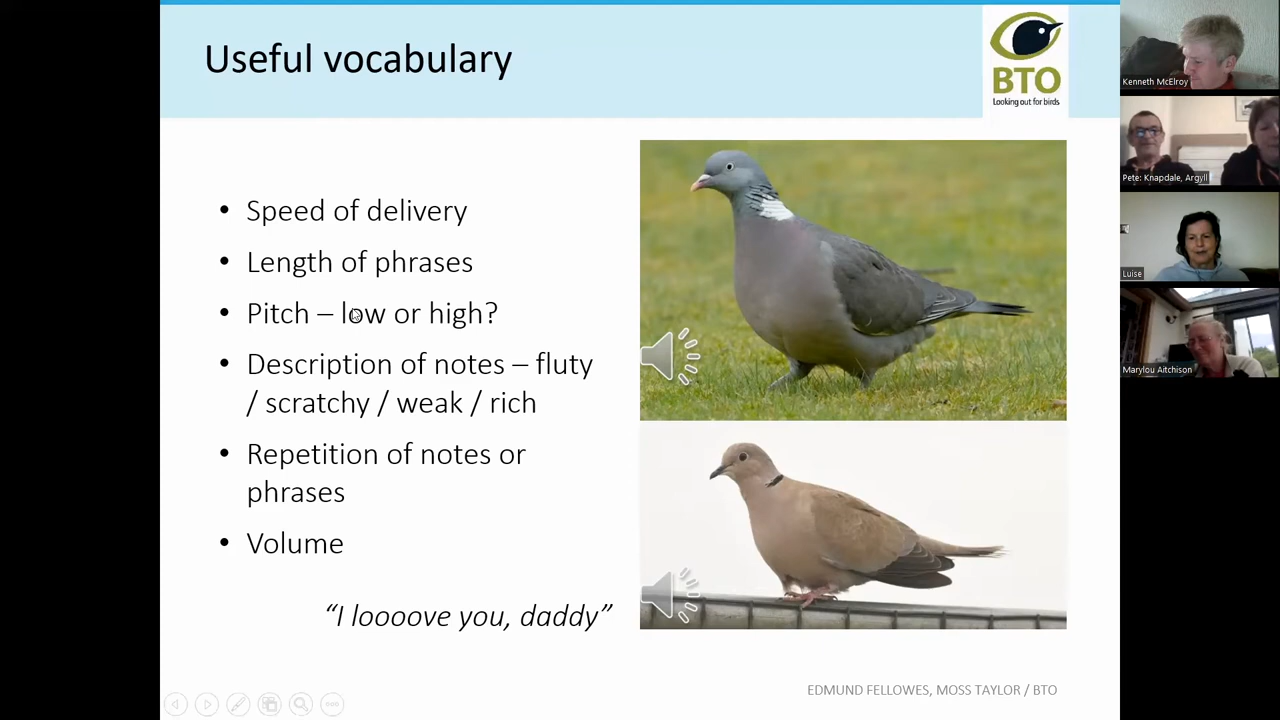 Useful vocabulary
BTO
Looking out for birds
• Speed of delivery
• Length of phrases
• Pitch – low or high?
• Description of notes – fluty
/ scratchy / weak / rich
• Repetition of notes or
phrases
• Volume
“I loooove you, daddy”
EDMUND FELLOWES, MOSS TAYLOR / BTO
Kenneth McElroy
Pete: Knapdale, Argyll
Luise
Marylou Aitchison